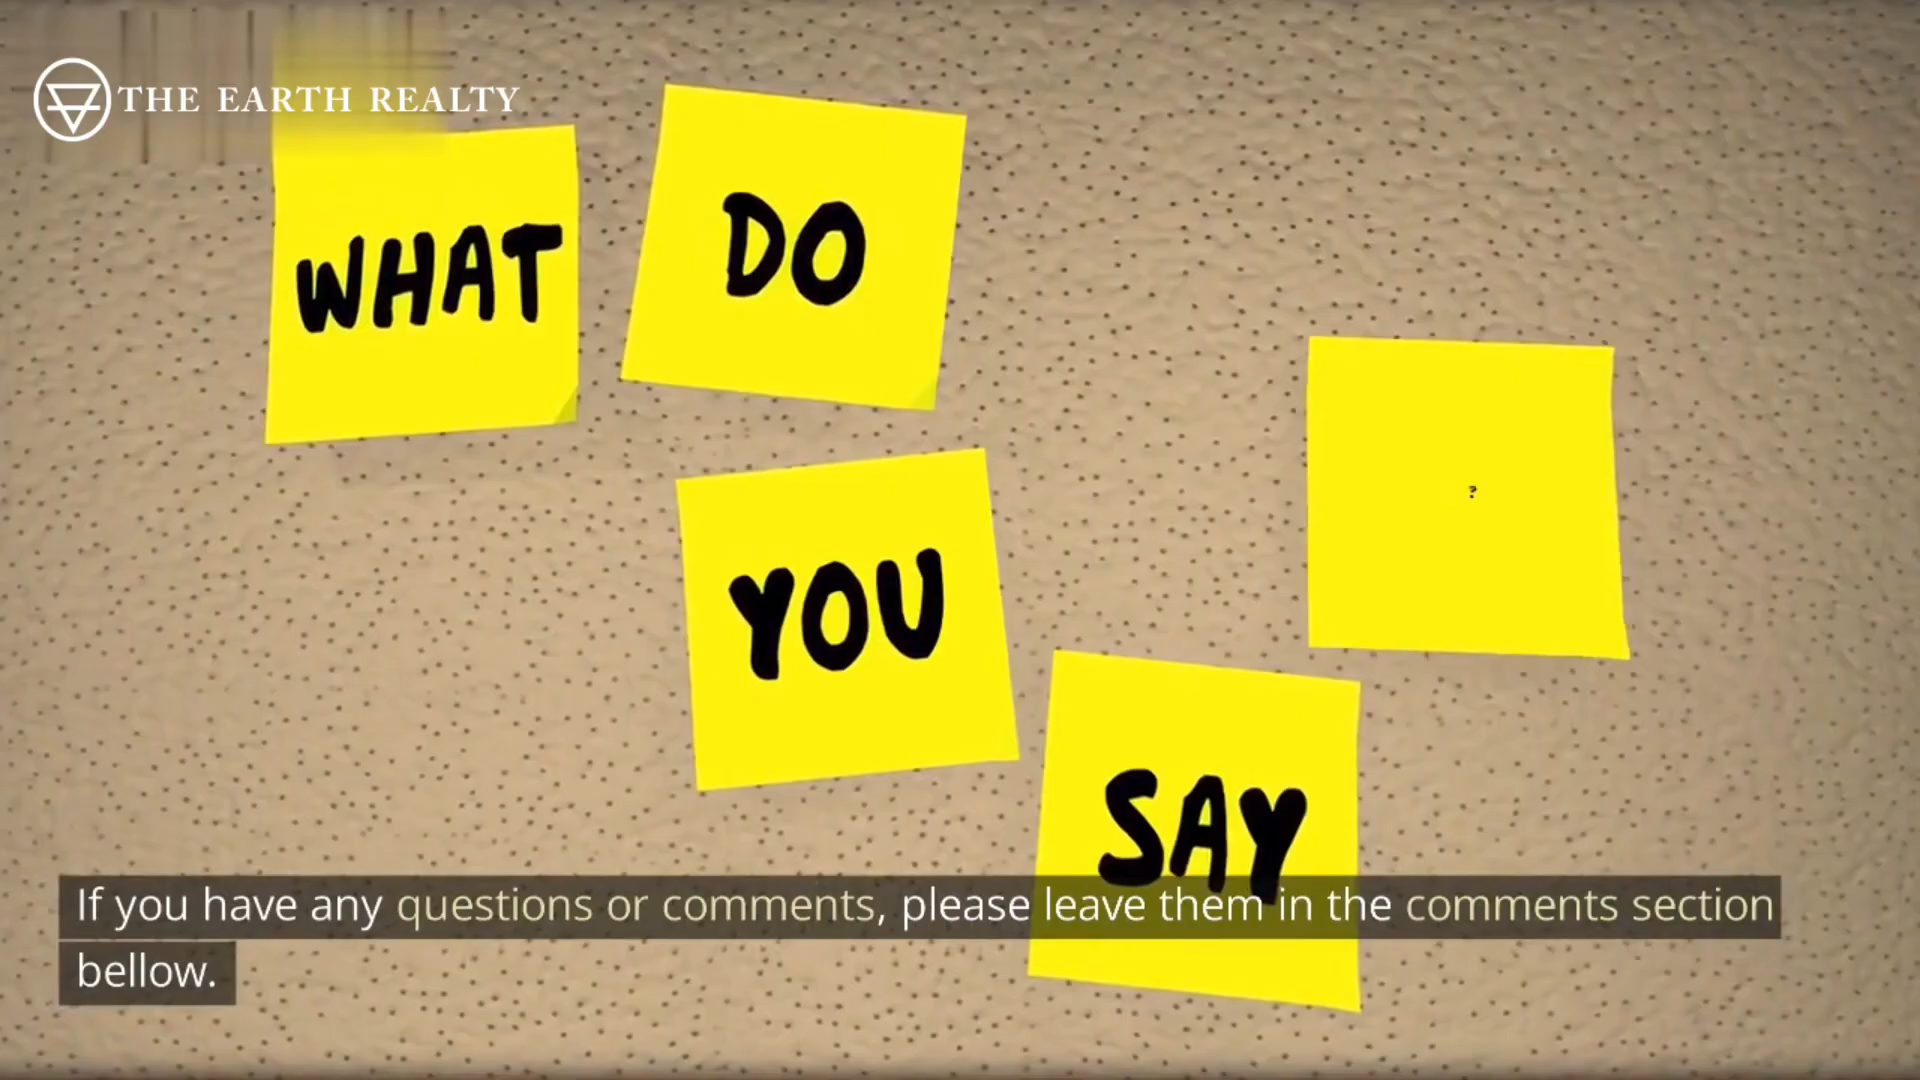 THE EARTH REALTY
WHAT
DO
YOU
SAY
?
If you have any questions or comments, please leave them in the comments section
bellow.